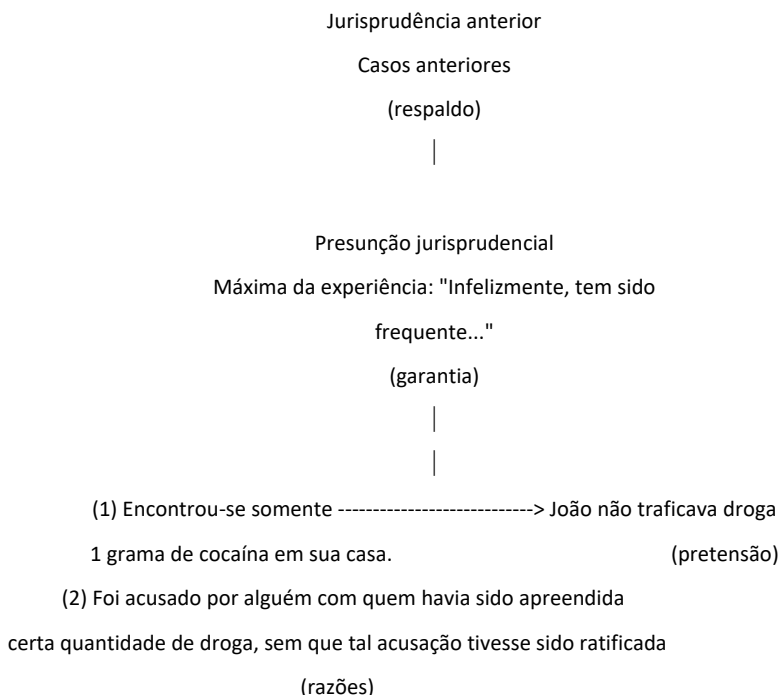 Jurisprudência anterior
Casos anteriores
(respaldo)
Presunção jurisprudencial
Máxima da experiência: "Infelizmente, tem sido
frequente..."
(garantia)
(1) Encontrou-se somente ----------------------------> João não traficava droga
1 grama de cocaína em sua casa. (pretensão)
(2) Foi acusado por alguém com quem havia sido apreendida
certa quantidade de droga, sem que tal acusação tivesse sido ratificada
(razões)